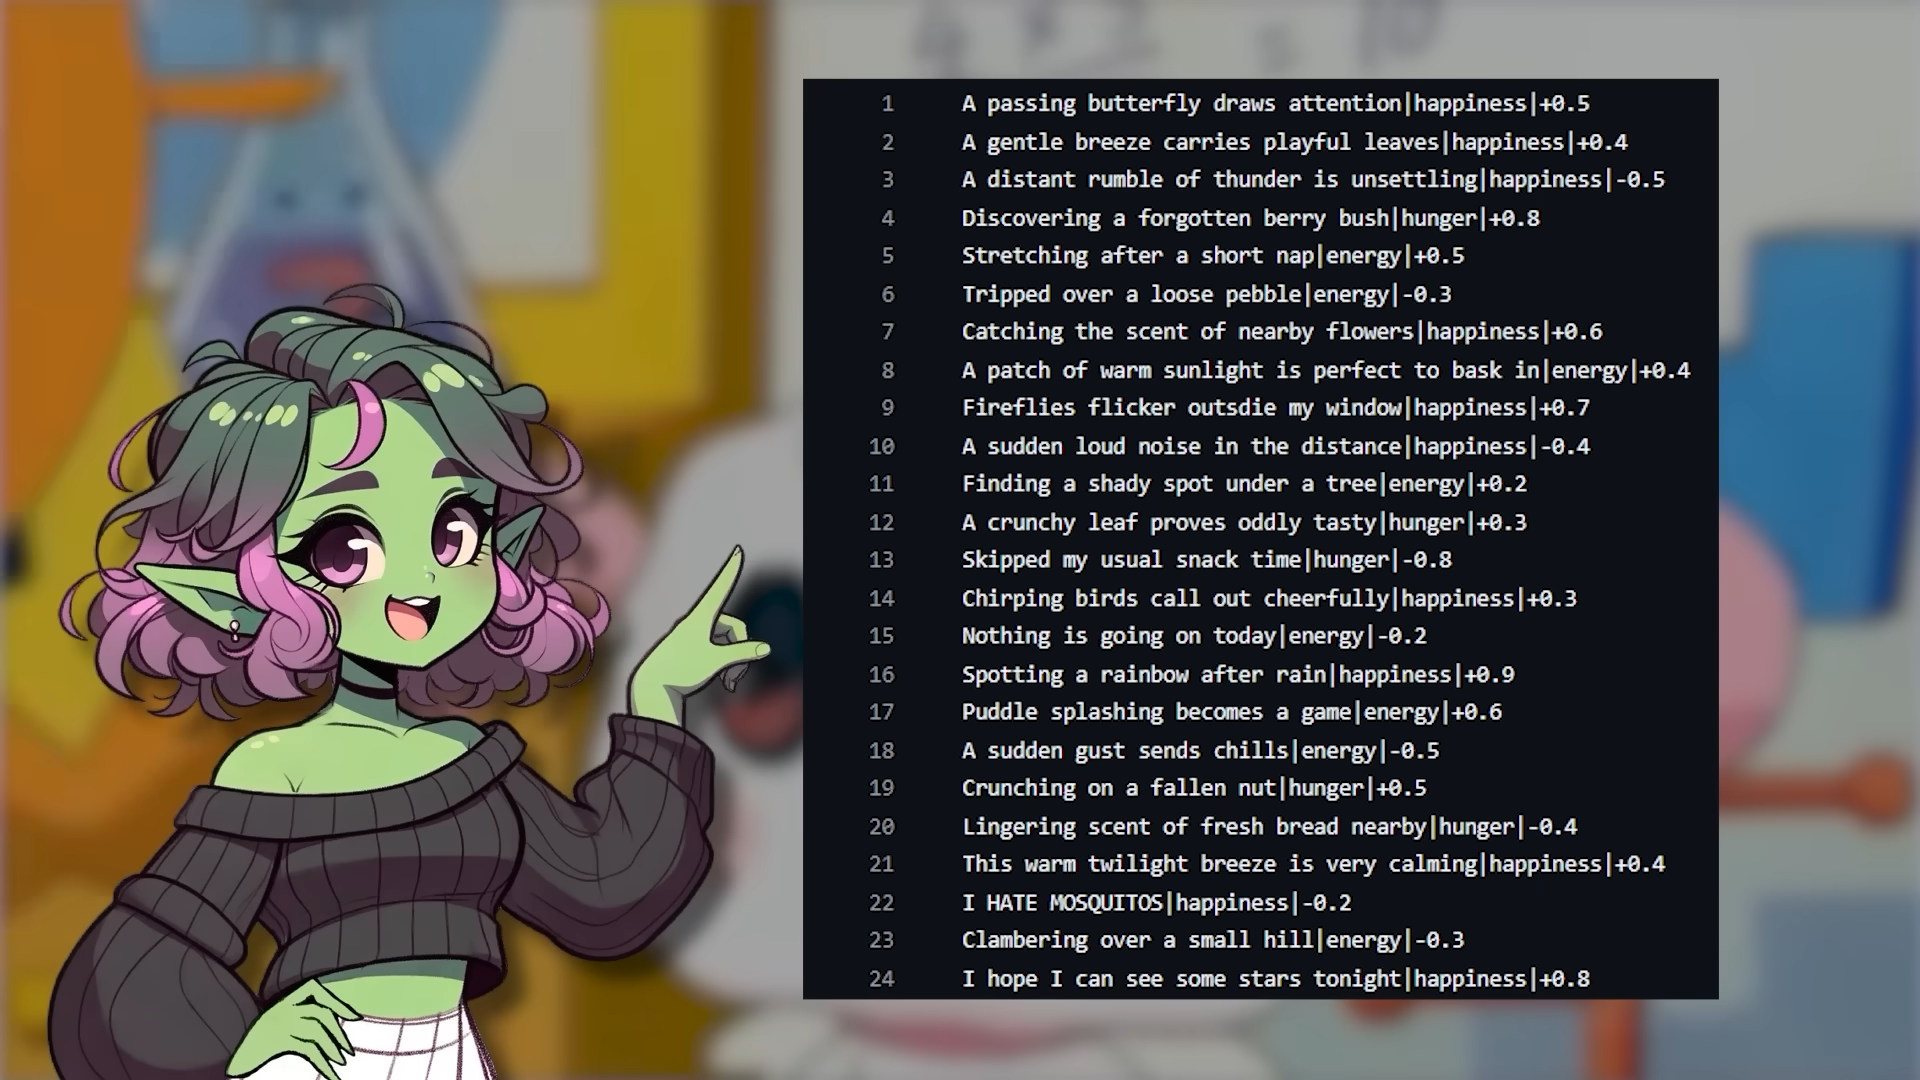 4 x 2 = 10
1 A passing butterfly draws attention|happiness|+0.5
2 A gentle breeze carries playful leaves|happiness|+0.4
3 A distant rumble of thunder is unsettling|happiness|-0.5
4 Discovering a forgotten berry bush|hunger|+0.8
5 Stretching after a short nap|energy|+0.5
6 Tripped over a loose pebble|energy|-0.3
7 Catching the scent of nearby flowers|happiness|+0.6
8 A patch of warm sunlight is perfect to bask in|energy|+0.4
9 Fireflies flicker outsdie my window|happiness|+0.7
10 A sudden loud noise in the distance|happiness|-0.4
11 Finding a shady spot under a tree|energy|+0.2
12 A crunchy leaf proves oddly tasty|hunger|+0.3
13 Skipped my usual snack time|hunger|-0.8
14 Chirping birds call out cheerfully|happiness|+0.3
15 Nothing is going on today|energy|-0.2
16 Spotting a rainbow after rain|happiness|+0.9
17 Puddle splashing becomes a game|energy|+0.6
18 A sudden gust sends chills|energy|-0.5
19 Crunching on a fallen nut|hunger|+0.5
20 Lingering scent of fresh bread nearby|hunger|-0.4
21 This warm twilight breeze is very calming|happiness|+0.4
22 I HATE MOSQUITOS|happiness|-0.2
23 Clambering over a small hill|energy|-0.3
24 I hope I can see some stars tonight|happiness|+0.8